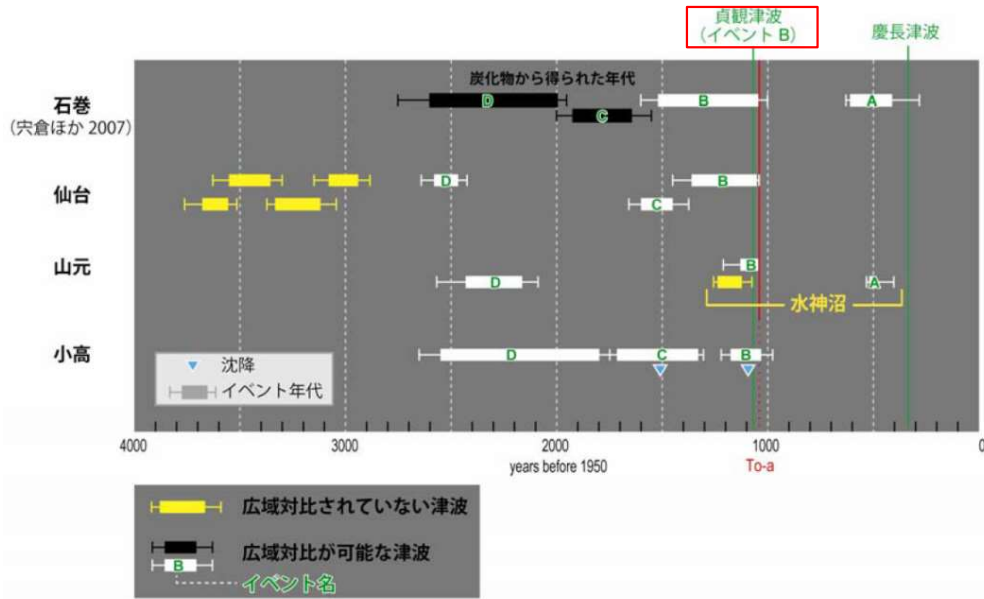 貞観津波
(イベント B)
慶長津波
炭化物から得られた年代
石巻
(宍倉ほか 2007)
D
C
B
A
仙台
D
B
C
山元
B
D
A
水神沼
小高
D
C
B
沈降
イベント年代
4000
3000
2000
1000
0
years before 1950
To-a
広域対比されていない津波
広域対比が可能な津波
B
イベント名